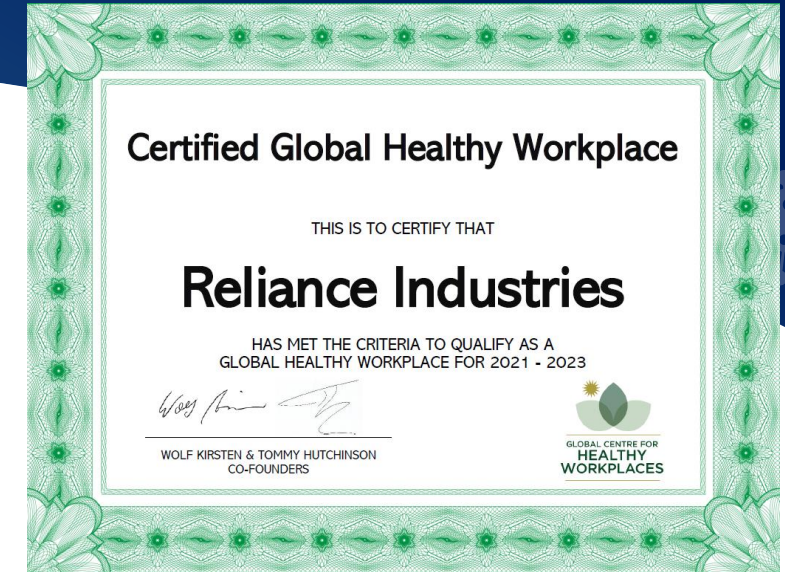 Certified Global Healthy Workplace
THIS IS TO CERTIFY THAT
Reliance Industries
HAS MET THE CRITERIA TO QUALIFY AS A
GLOBAL HEALTHY WORKPLACE FOR 2021 - 2023
WOLF KIRSTEN & TOMMY HUTCHINSON
CO-FOUNDERS
GLOBAL CENTRE FOR
HEALTHY
WORKPLACES